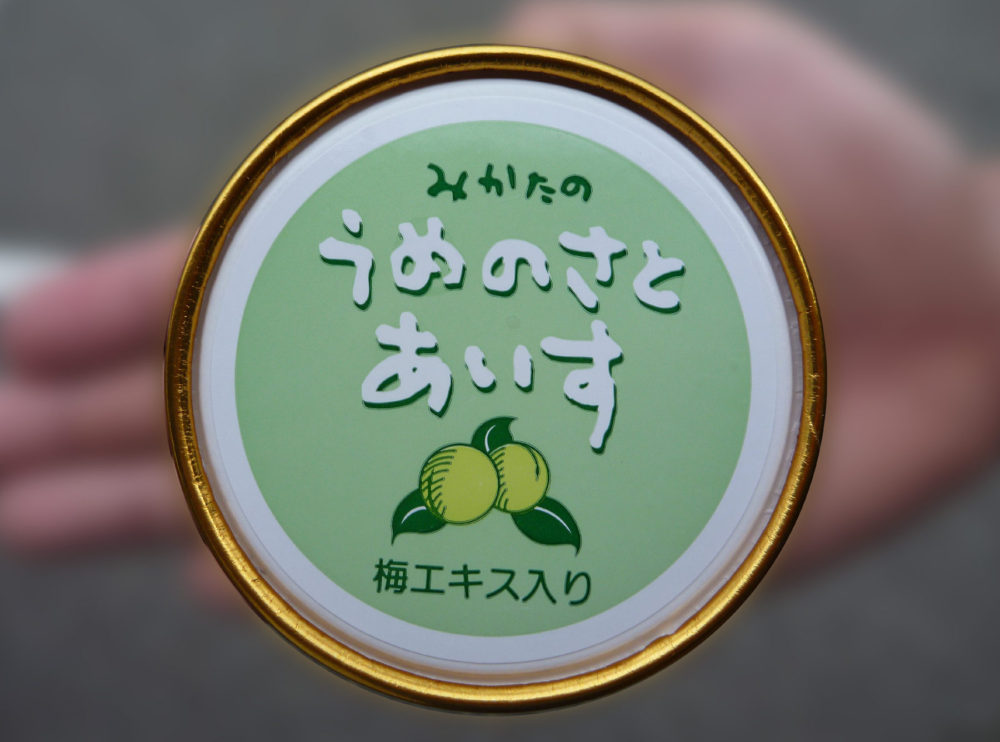 みかたの
うめのさと
あいす
梅エキス入り